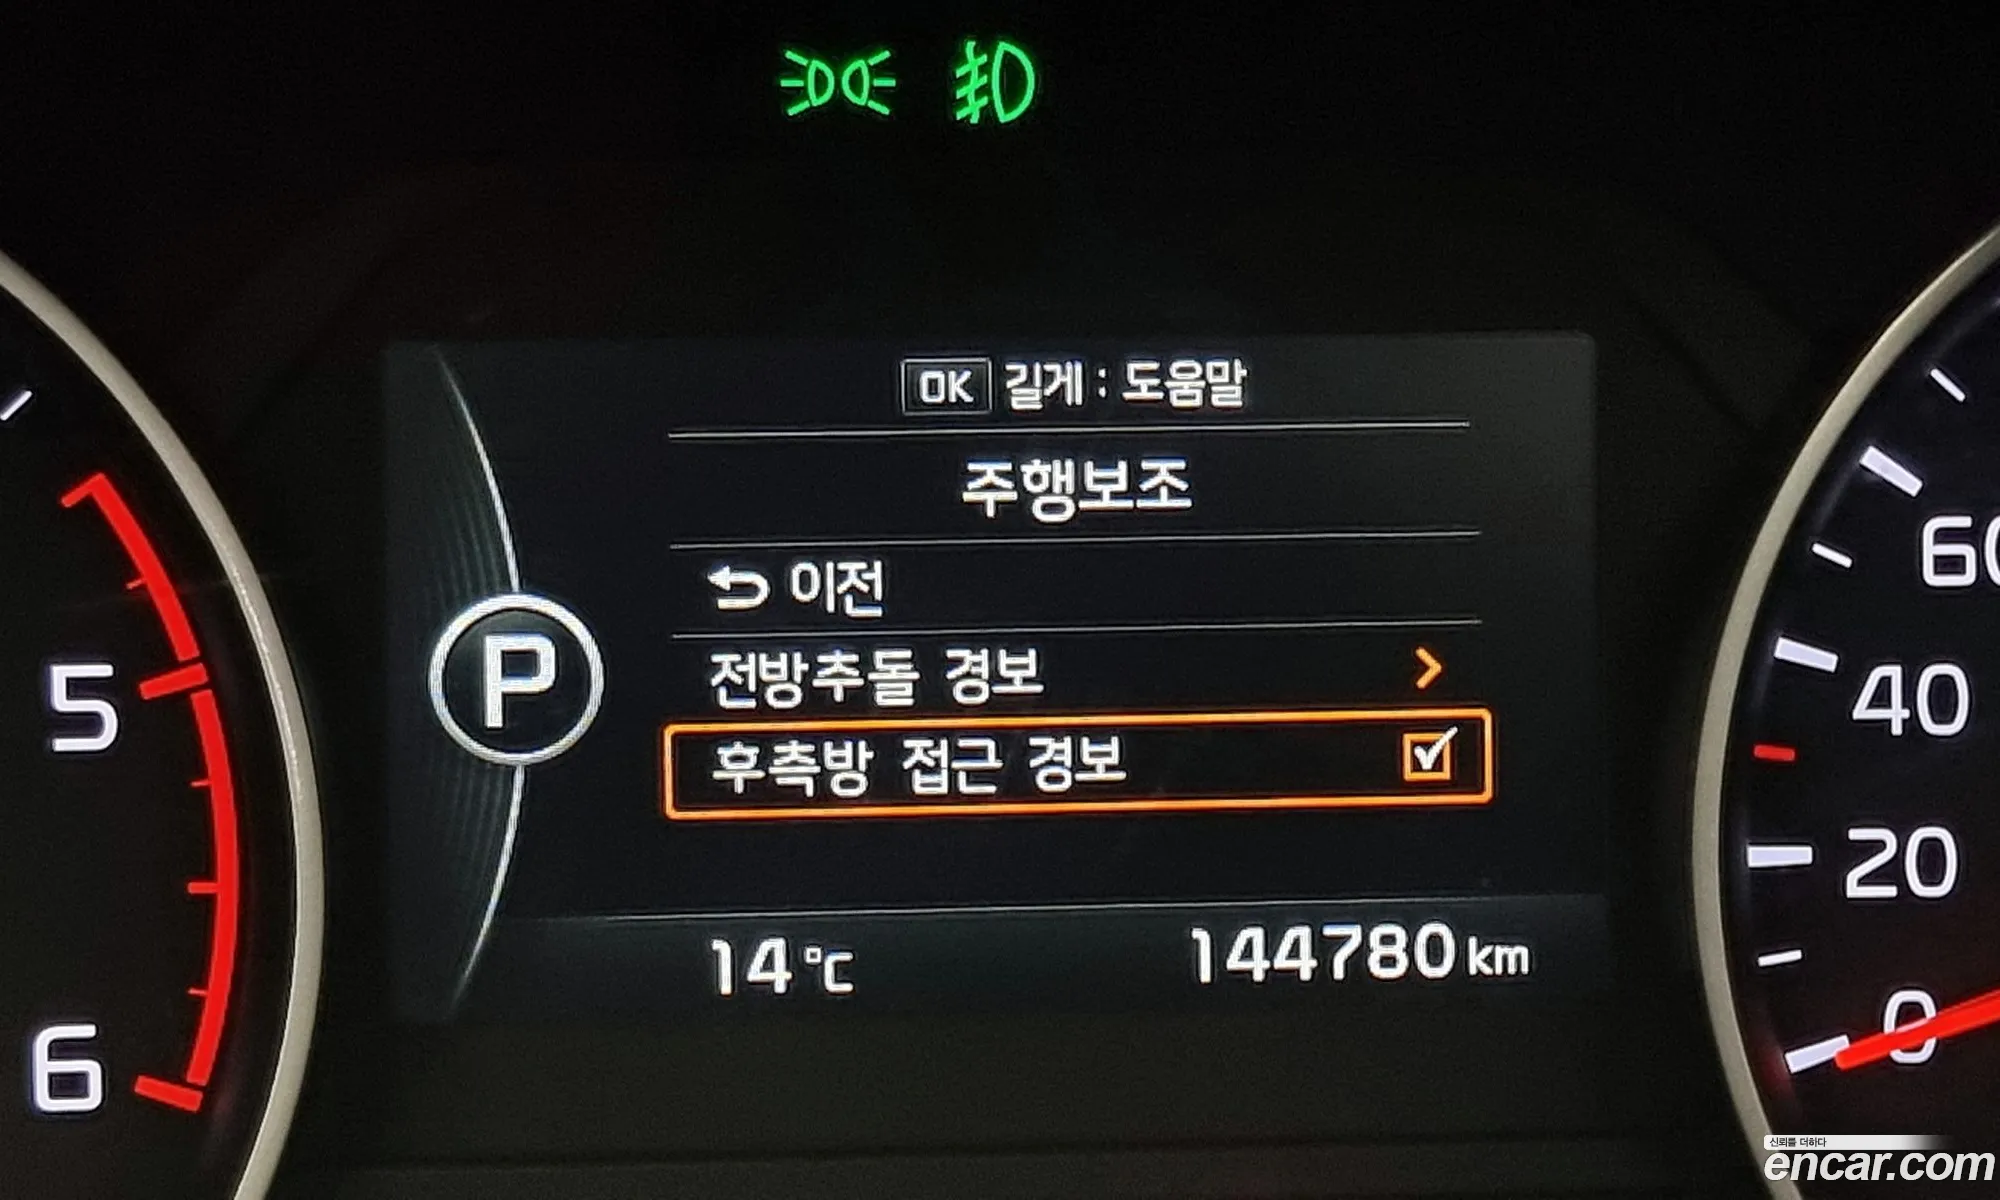 OK 길게 : 도움말
주행보조
이전
전방추돌 경보
후측방 접근 경보
P
14 °C
144780 km
5
6
60
40
20
0
신뢰를 더하다
encar.com